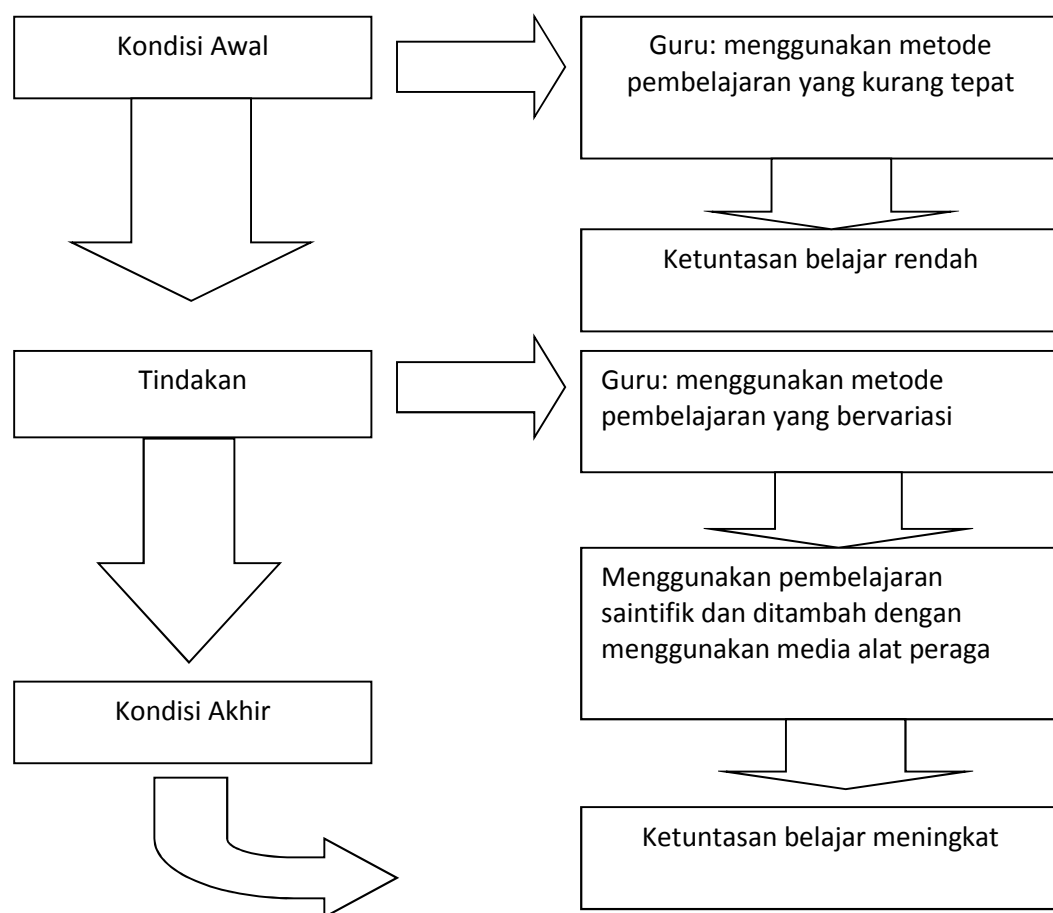 Kondisi Awal
Guru: menggunakan metode
pembelajaran yang kurang tepat
Ketuntasan belajar rendah
Tindakan
Guru: menggunakan metode
pembelajaran yang bervariasi
Menggunakan pembelajaran
saintifik dan ditambah dengan
menggunakan media alat peraga
Kondisi Akhir
Ketuntasan belajar meningkat